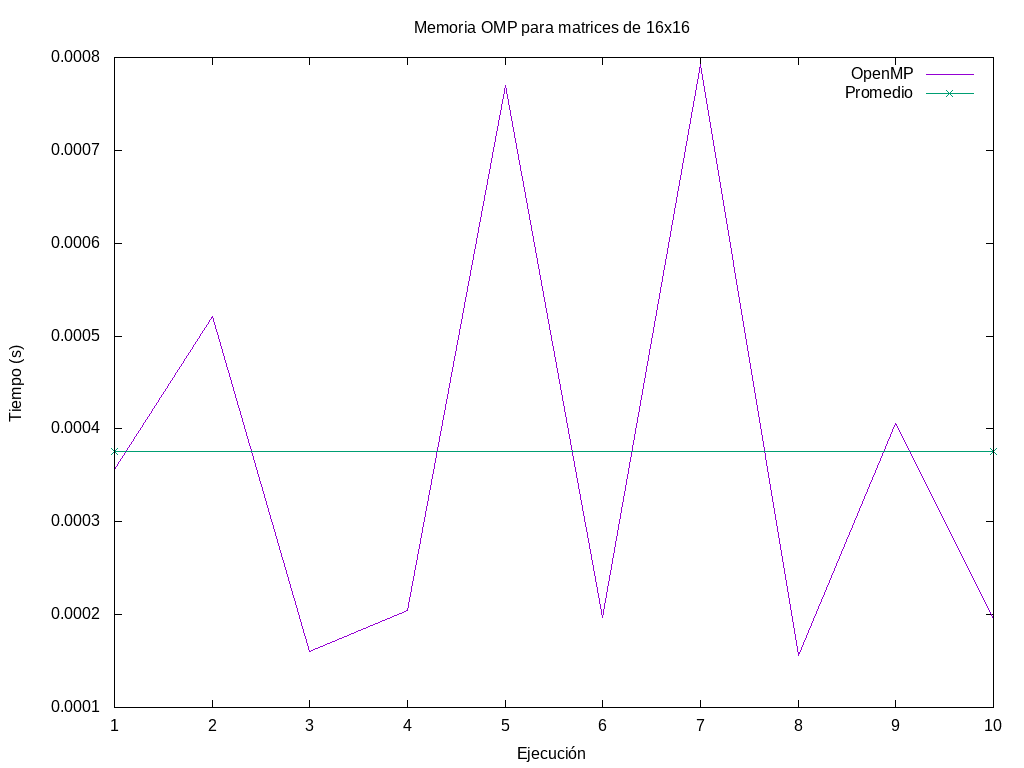 Memoria OMP para matrices de 16x16
OpenMP
Promedio
0.0008
0.0007
0.0006
0.0005
0.0004
0.0003
0.0002
0.0001
Tiempo (s)
1 2 3 4 5 6 7 8 9 10
Ejecución